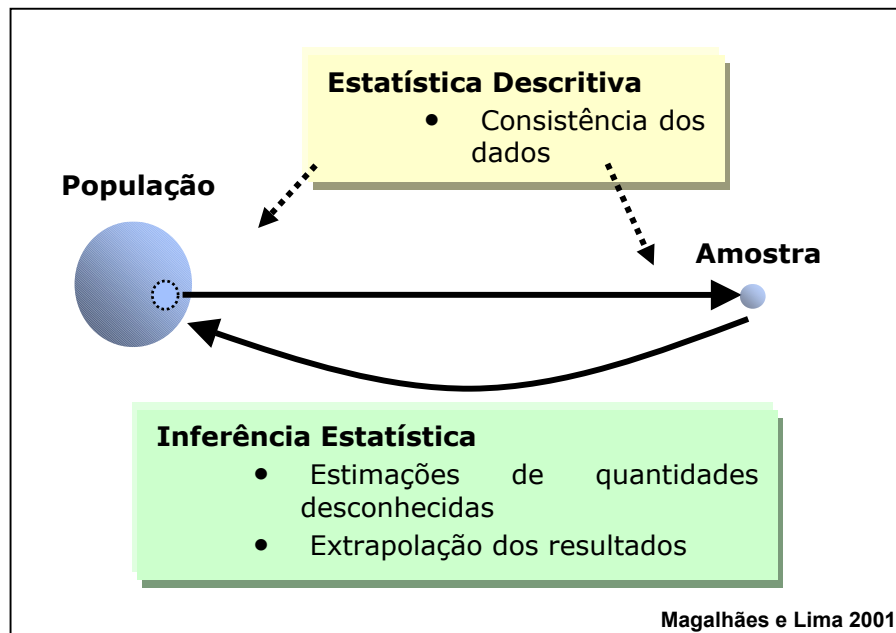 Estatística Descritiva
• Consistência dos
dados
População
Amostra
Inferência Estatística
• Estimações de quantidades
desconhecidas
• Extrapolação dos resultados
Magalhães e Lima 2001